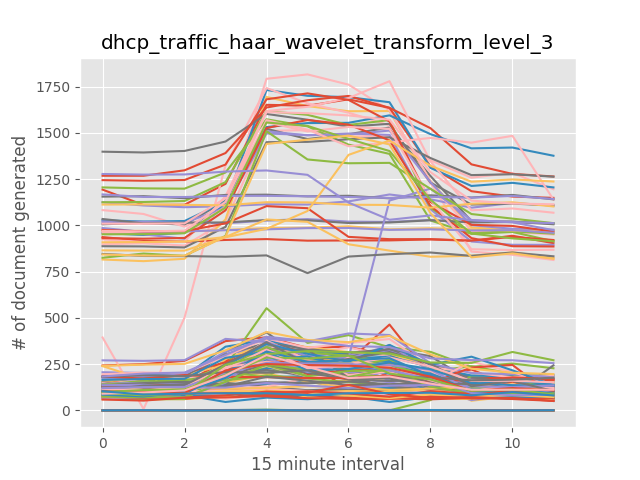 dhcp_traffic_haar_wavelet_transform_level_3
1750
1500
1250
1000
750
500
250
0
# of document generated
0 2 4 6 8 10
15 minute interval